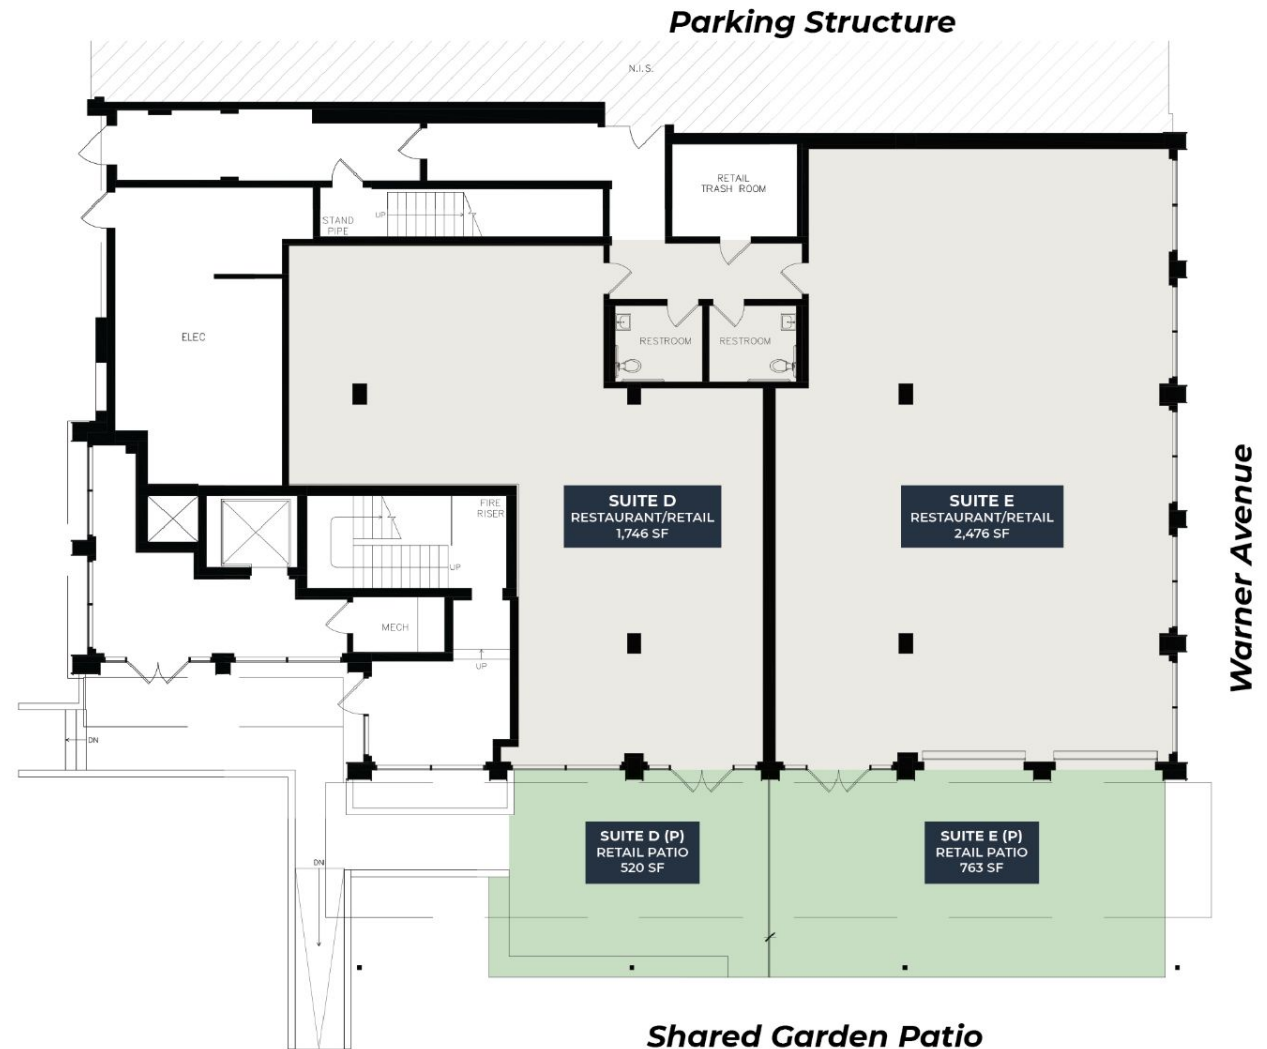 Parking Structure
N.I.S.
RETAIL
TRASH ROOM
UP
STAND
PIPE
ELEC
RESTROOM
RESTROOM
SUITE D
RESTAURANT/RETAIL
1,746 SF
SUITE E
RESTAURANT/RETAIL
2,476 SF
Warner Avenue
FIRE
RISER
UP
MECH
UP
DN
SUITE D (P)
RETAIL PATIO
520 SF
SUITE E (P)
RETAIL PATIO
763 SF
DN
Shared Garden Patio